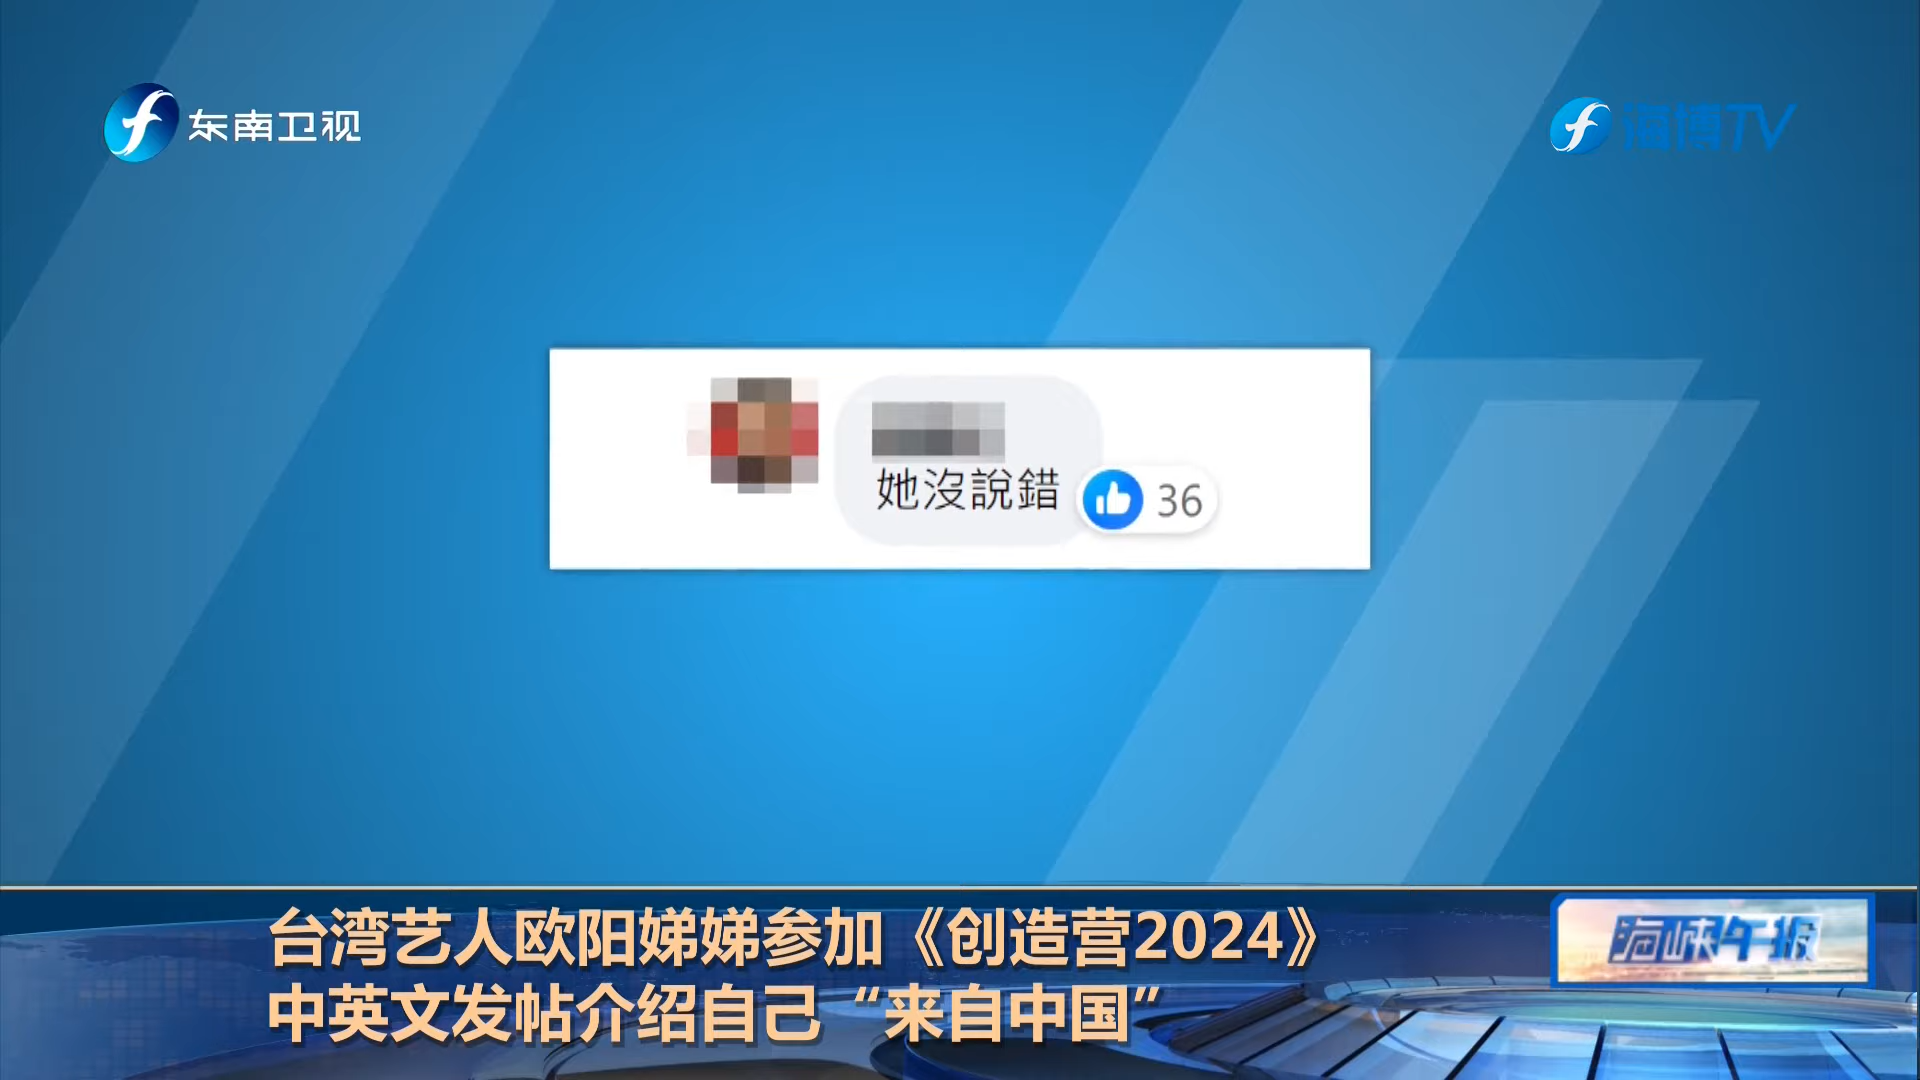 东南卫视
海博TV
她沒說錯
36
台湾艺人欧阳娣娣参加《创造营2024》
中英文发帖介绍自己“来自中国”
海峡午报